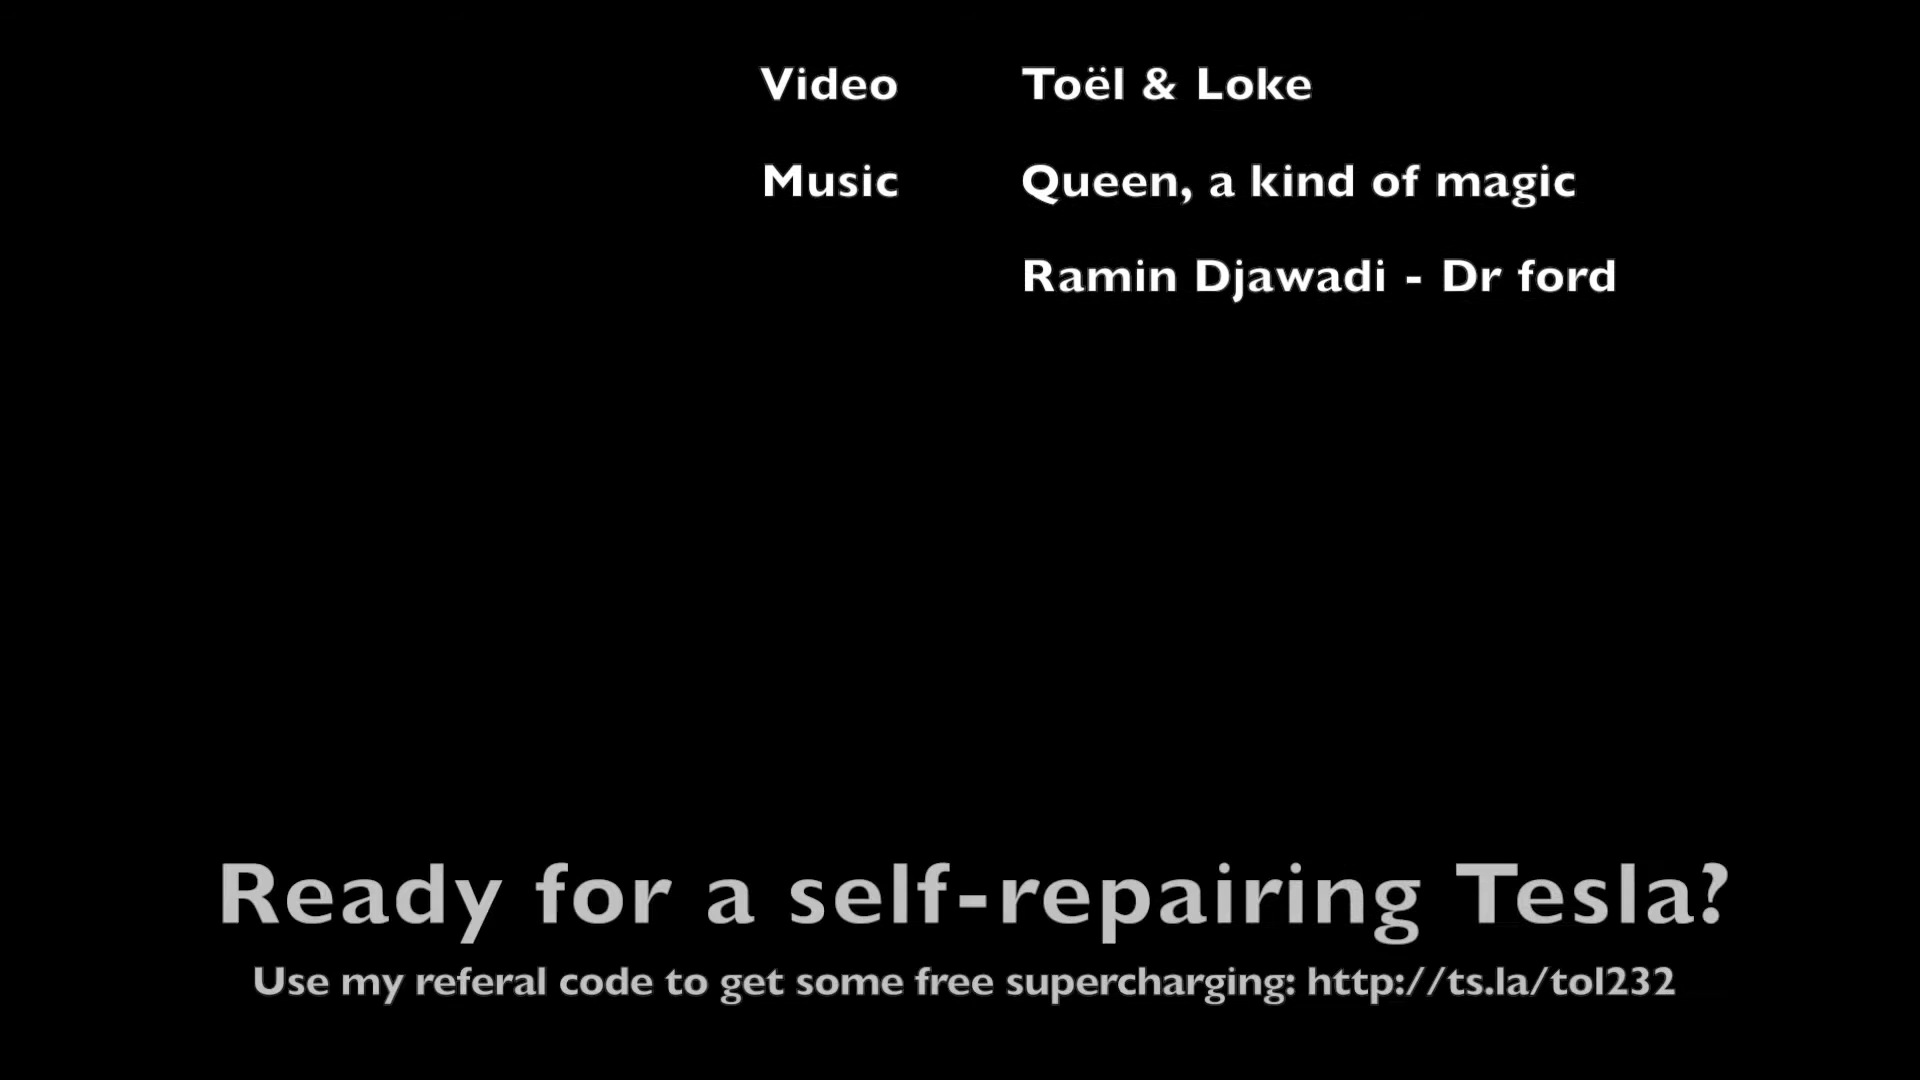 Video Toël & Loke
Music Queen, a kind of magic
Ramin Djawadi - Dr ford
Ready for a self-repairing Tesla?
Use my referal code to get some free supercharging: http://ts.la/tol232